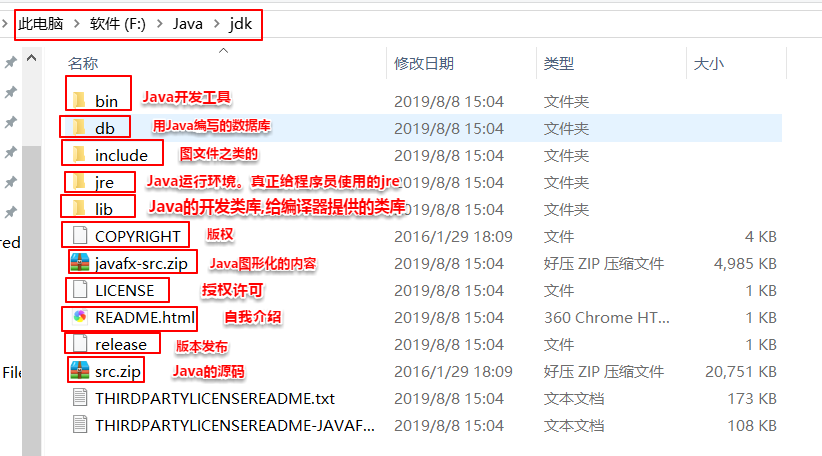 此电脑 > 软件 (F:) > Java > jdk
名称 修改日期 类型 大小
bin Java开发工具 2019/8/8 15:04 文件夹
db 用Java编写的数据库 2019/8/8 15:04 文件夹
include 图文件之类的 2019/8/8 15:04 文件夹
jre Java运行环境。真正给程序员使用的jre 2019/8/8 15:04 文件夹
lib Java的开发类库,给编译器提供的类库 2019/8/8 15:04 文件夹
red COPYRIGHT 版权 2016/1/29 18:09 文件 4 KB
javafx-src.zip Java图形化的内容 2019/8/8 15:04 好压 ZIP 压缩文件 4,985 KB
LICENSE 授权许可 2019/8/8 15:04 文件 1 KB
README.html 自我介绍 2019/8/8 15:04 360 Chrome HT... 1 KB
release 版本发布 2019/8/8 15:04 文件 1 KB
File src.zip Java的源码 2016/1/29 18:09 好压 ZIP 压缩文件 20,751 KB
THIRDPARTYLICENSEREADME.txt 2019/8/8 15:04 文本文档 173 KB
THIRDPARTYLICENSEREADME-JAVAF... 2019/8/8 15:04 文本文档 108 KB